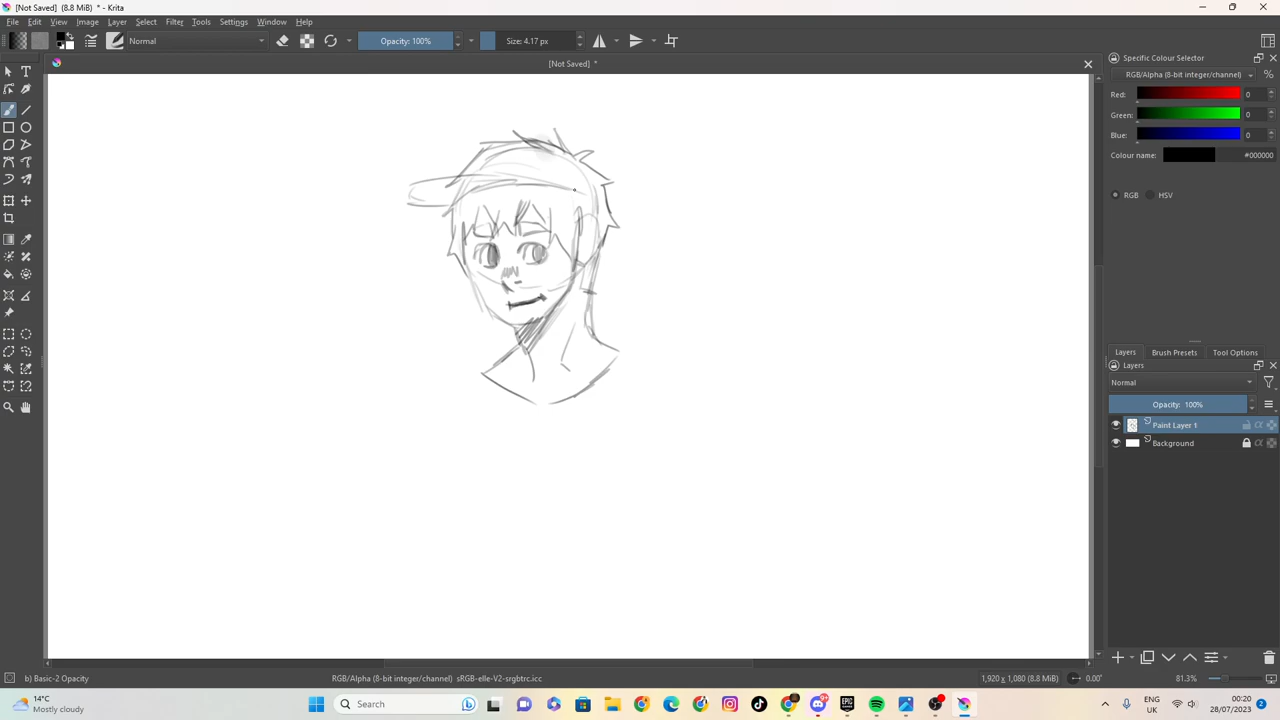 [Not Saved] (8.8 MiB) * - Krita
File Edit View Image Layer Select Filter Tools Settings Window Help
Normal Opacity: 100% Size: 4.17 px
[Not Saved] *
Specific Colour Selector
RGB/Alpha (8-bit integer/channel) %
Red: 0
Green: 0
Blue: 0
Colour name: #000000
RGB HSV
Layers Brush Presets Tool Options
Layers
Normal
Opacity: 100%
Paint Layer 1
Background
b) Basic-2 Opacity RGB/Alpha (8-bit integer/channel) sRGB-elle-V2-srgbtrc.icc 1,920 x 1,080 (8.8 MiB) 0.00° 81.3%
14°C
Mostly cloudy
Search
ENG
UK
00:20
28/07/2023